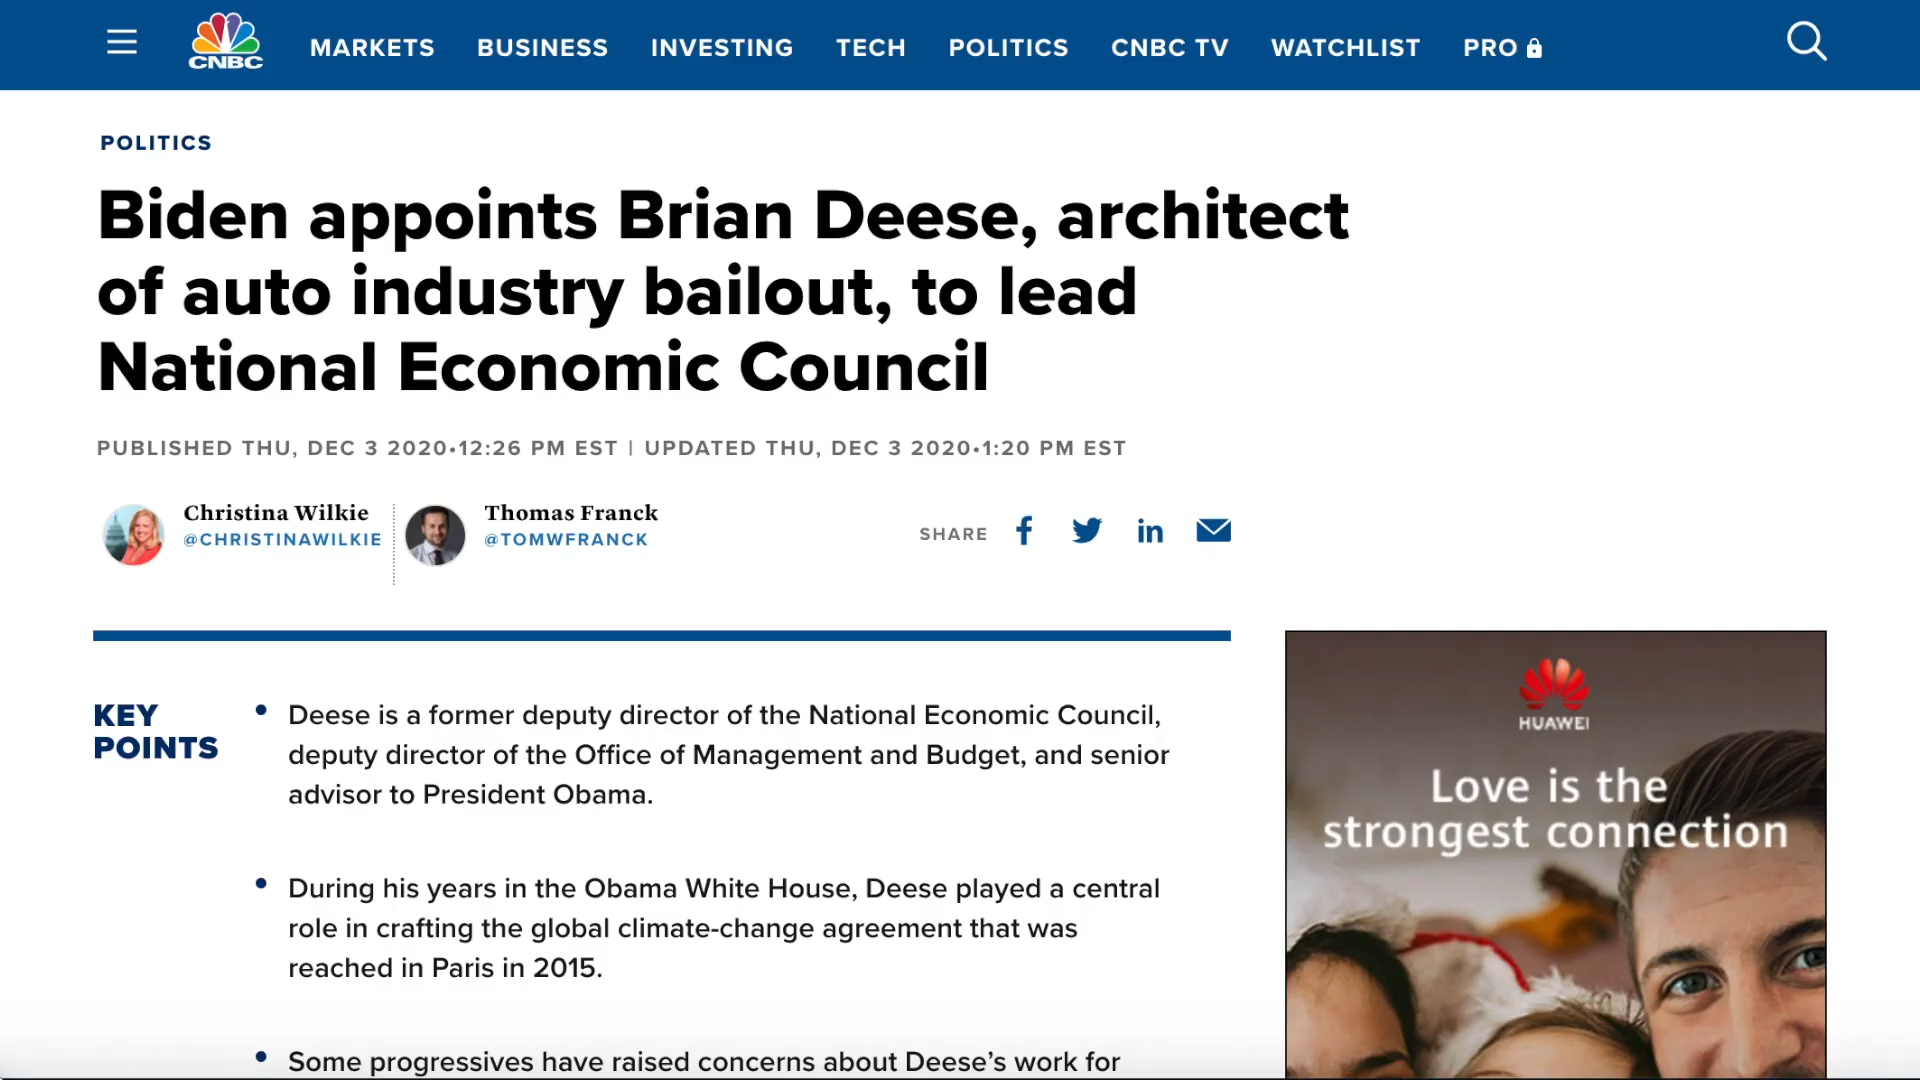 CNBC
MARKETS BUSINESS INVESTING TECH POLITICS CNBC TV WATCHLIST PRO
POLITICS
Biden appoints Brian Deese, architect
of auto industry bailout, to lead
National Economic Council
PUBLISHED THU, DEC 3 2020•12:26 PM EST | UPDATED THU, DEC 3 2020•1:20 PM EST
Christina Wilkie
@CHRISTINAWILKIE
Thomas Franck
@TOMWFRANCK
SHARE
KEY
POINTS
• Deese is a former deputy director of the National Economic Council,
deputy director of the Office of Management and Budget, and senior
advisor to President Obama.
• During his years in the Obama White House, Deese played a central
role in crafting the global climate-change agreement that was
reached in Paris in 2015.
• Some progressives have raised concerns about Deese’s work for
HUAWEI
Love is the
strongest connection